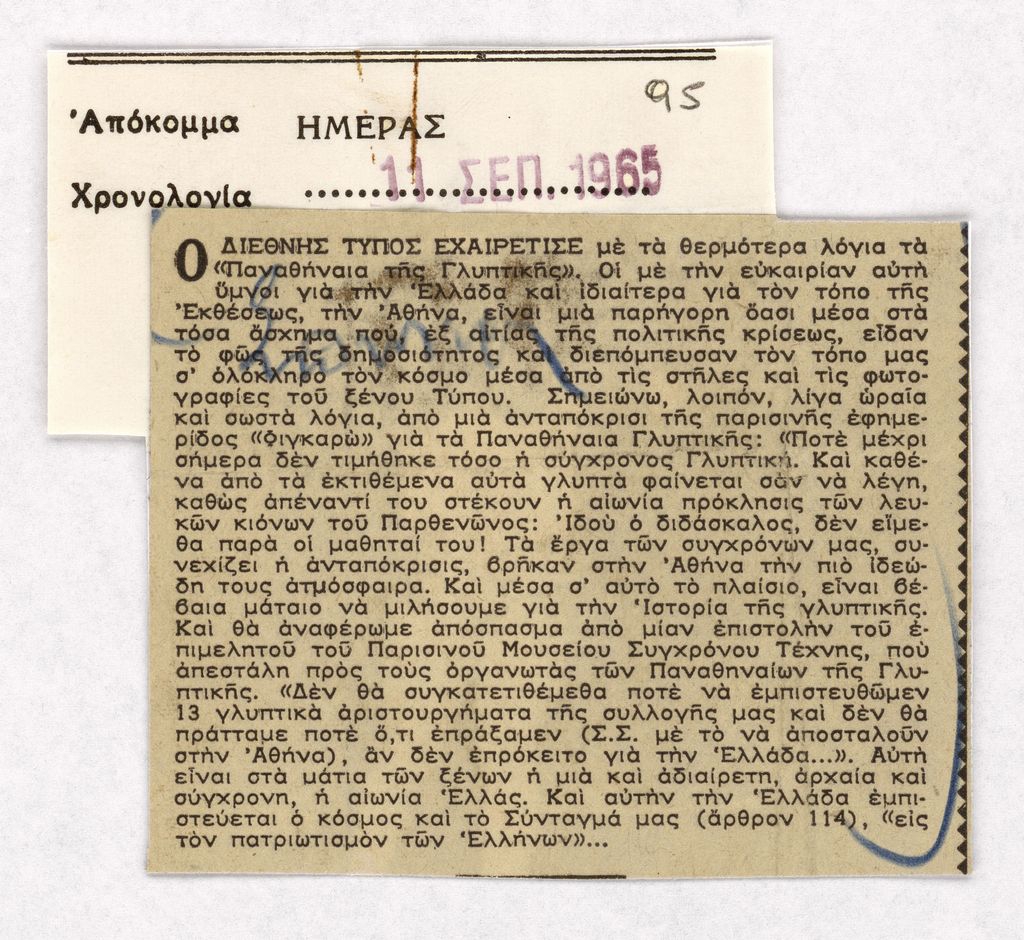 95
Ἀπόκομμα ΗΜΕΡΑΣ
Χρονολογία 11 ΣΕΠ. 1965
Ο ΔΙΕΘΝΗΣ ΤΥΠΟΣ ΕΧΑΙΡΕΤΙΣΕ μὲ τὰ θερμότερα λόγια τὰ
«Παναθήναια τῆς Γλυπτικῆς». Οἱ μὲ τὴν εὐκαιρίαν αὐτὴ
ὕμνοι γιὰ τὴν Ἑλλάδα καὶ ἰδιαίτερα γιὰ τὸν τόπο τῆς
Ἐκθέσεως, τὴν Ἀθήνα, εἶναι μιὰ παρήγορη ὄασι μέσα στὰ
τόσα ἄσχημα ποὺ, ἐξ αἰτίας τῆς πολιτικῆς κρίσεως, εἶδαν
τὸ φῶς τῆς δημοσιότητος καὶ διεπόμπευσαν τὸν τόπο μας
σ' ὁλόκληρο τὸν κόσμο μέσα ἀπὸ τὶς στῆλες καὶ τὶς φωτο-
γραφίες τοῦ ξένου Τύπου. Σημειώνω, λοιπόν, λίγα ὡραῖα
καὶ σωστὰ λόγια, ἀπὸ μιὰ ἀνταπόκρισι τῆς παρισινῆς ἐφημε-
ρίδος «Φιγκαρὼ» γιὰ τὰ Παναθήναια Γλυπτικῆς: «Ποτὲ μέχρι
σήμερα δὲν τιμήθηκε τόσο ἡ σύγχρονος Γλυπτική. Καὶ καθέ-
να ἀπὸ τὰ ἐκτιθέμενα αὐτὰ γλυπτὰ φαίνεται σὰν νὰ λέγη,
καθὼς ἀπέναντί του στέκουν ἡ αἰωνία πρόκλησις τῶν λευ-
κῶν κιόνων τοῦ Παρθενῶνος: Ἰδοὺ ὁ διδάσκαλος, δὲν εἴμε-
θα παρὰ οἱ μαθηταί του! Τὰ ἔργα τῶν συγχρόνων μας, συ-
νεχίζει ἡ ἀνταπόκρισις, βρῆκαν στὴν Ἀθήνα τὴν πιὸ ἰδεώ-
δη τους ἀτμόσφαιρα. Καὶ μέσα σ' αὐτὸ τὸ πλαίσιο, εἶναι βέ-
βαια μάταιο νὰ μιλήσουμε γιὰ τὴν Ἱστορία τῆς γλυπτικῆς.
Καὶ θὰ ἀναφέρωμε ἀπόσπασμα ἀπὸ μίαν ἐπιστολὴν τοῦ ἐ-
πιμελητοῦ τοῦ Παρισινοῦ Μουσείου Συγχρόνου Τέχνης, ποὺ
ἀπεστάλη πρὸς τοὺς ὀργανωτὰς τῶν Παναθηναίων τῆς Γλυ-
πτικῆς. «Δὲν θὰ συγκατετιθέμεθα ποτὲ νὰ ἐμπιστευθῶμεν
13 γλυπτικὰ ἀριστουργήματα τῆς συλλογῆς μας καὶ δὲν θὰ
πράτταμε ποτὲ ὅ,τι ἐπράξαμεν (Σ.Σ. μὲ τὸ νὰ ἀποσταλοῦν
στὴν Ἀθήνα), ἂν δὲν ἐπρόκειτο γιὰ τὴν Ἑλλάδα...». Αὐτὴ
εἶναι στὰ μάτια τῶν ξένων ἡ μιὰ καὶ ἀδιαίρετη, ἀρχαία καὶ
σύγχρονη, ἡ αἰωνία Ἑλλάς. Καὶ αὐτὴν τὴν Ἑλλάδα ἐμπι-
στεύεται ὁ κόσμος καὶ τὸ Σύνταγμά μας (ἄρθρον 114), «εἰς
τὸν πατριωτισμὸν τῶν Ἑλλήνων»...